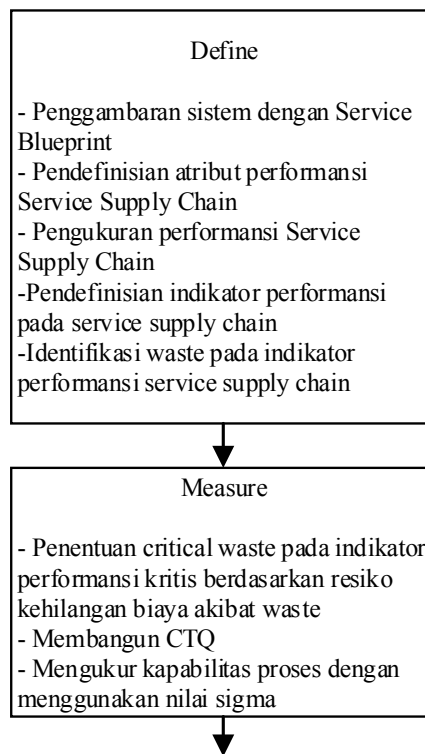 Define
- Penggambaran sistem dengan Service
Blueprint
- Pendefinisian atribut performansi
Service Supply Chain
- Pengukuran performansi Service
Supply Chain
-Pendefinisian indikator performansi
pada service supply chain
-Identifikasi waste pada indikator
performansi service supply chain
Measure
- Penentuan critical waste pada indikator
performansi kritis berdasarkan resiko
kehilangan biaya akibat waste
- Membangun CTQ
- Mengukur kapabilitas proses dengan
menggunakan nilai sigma